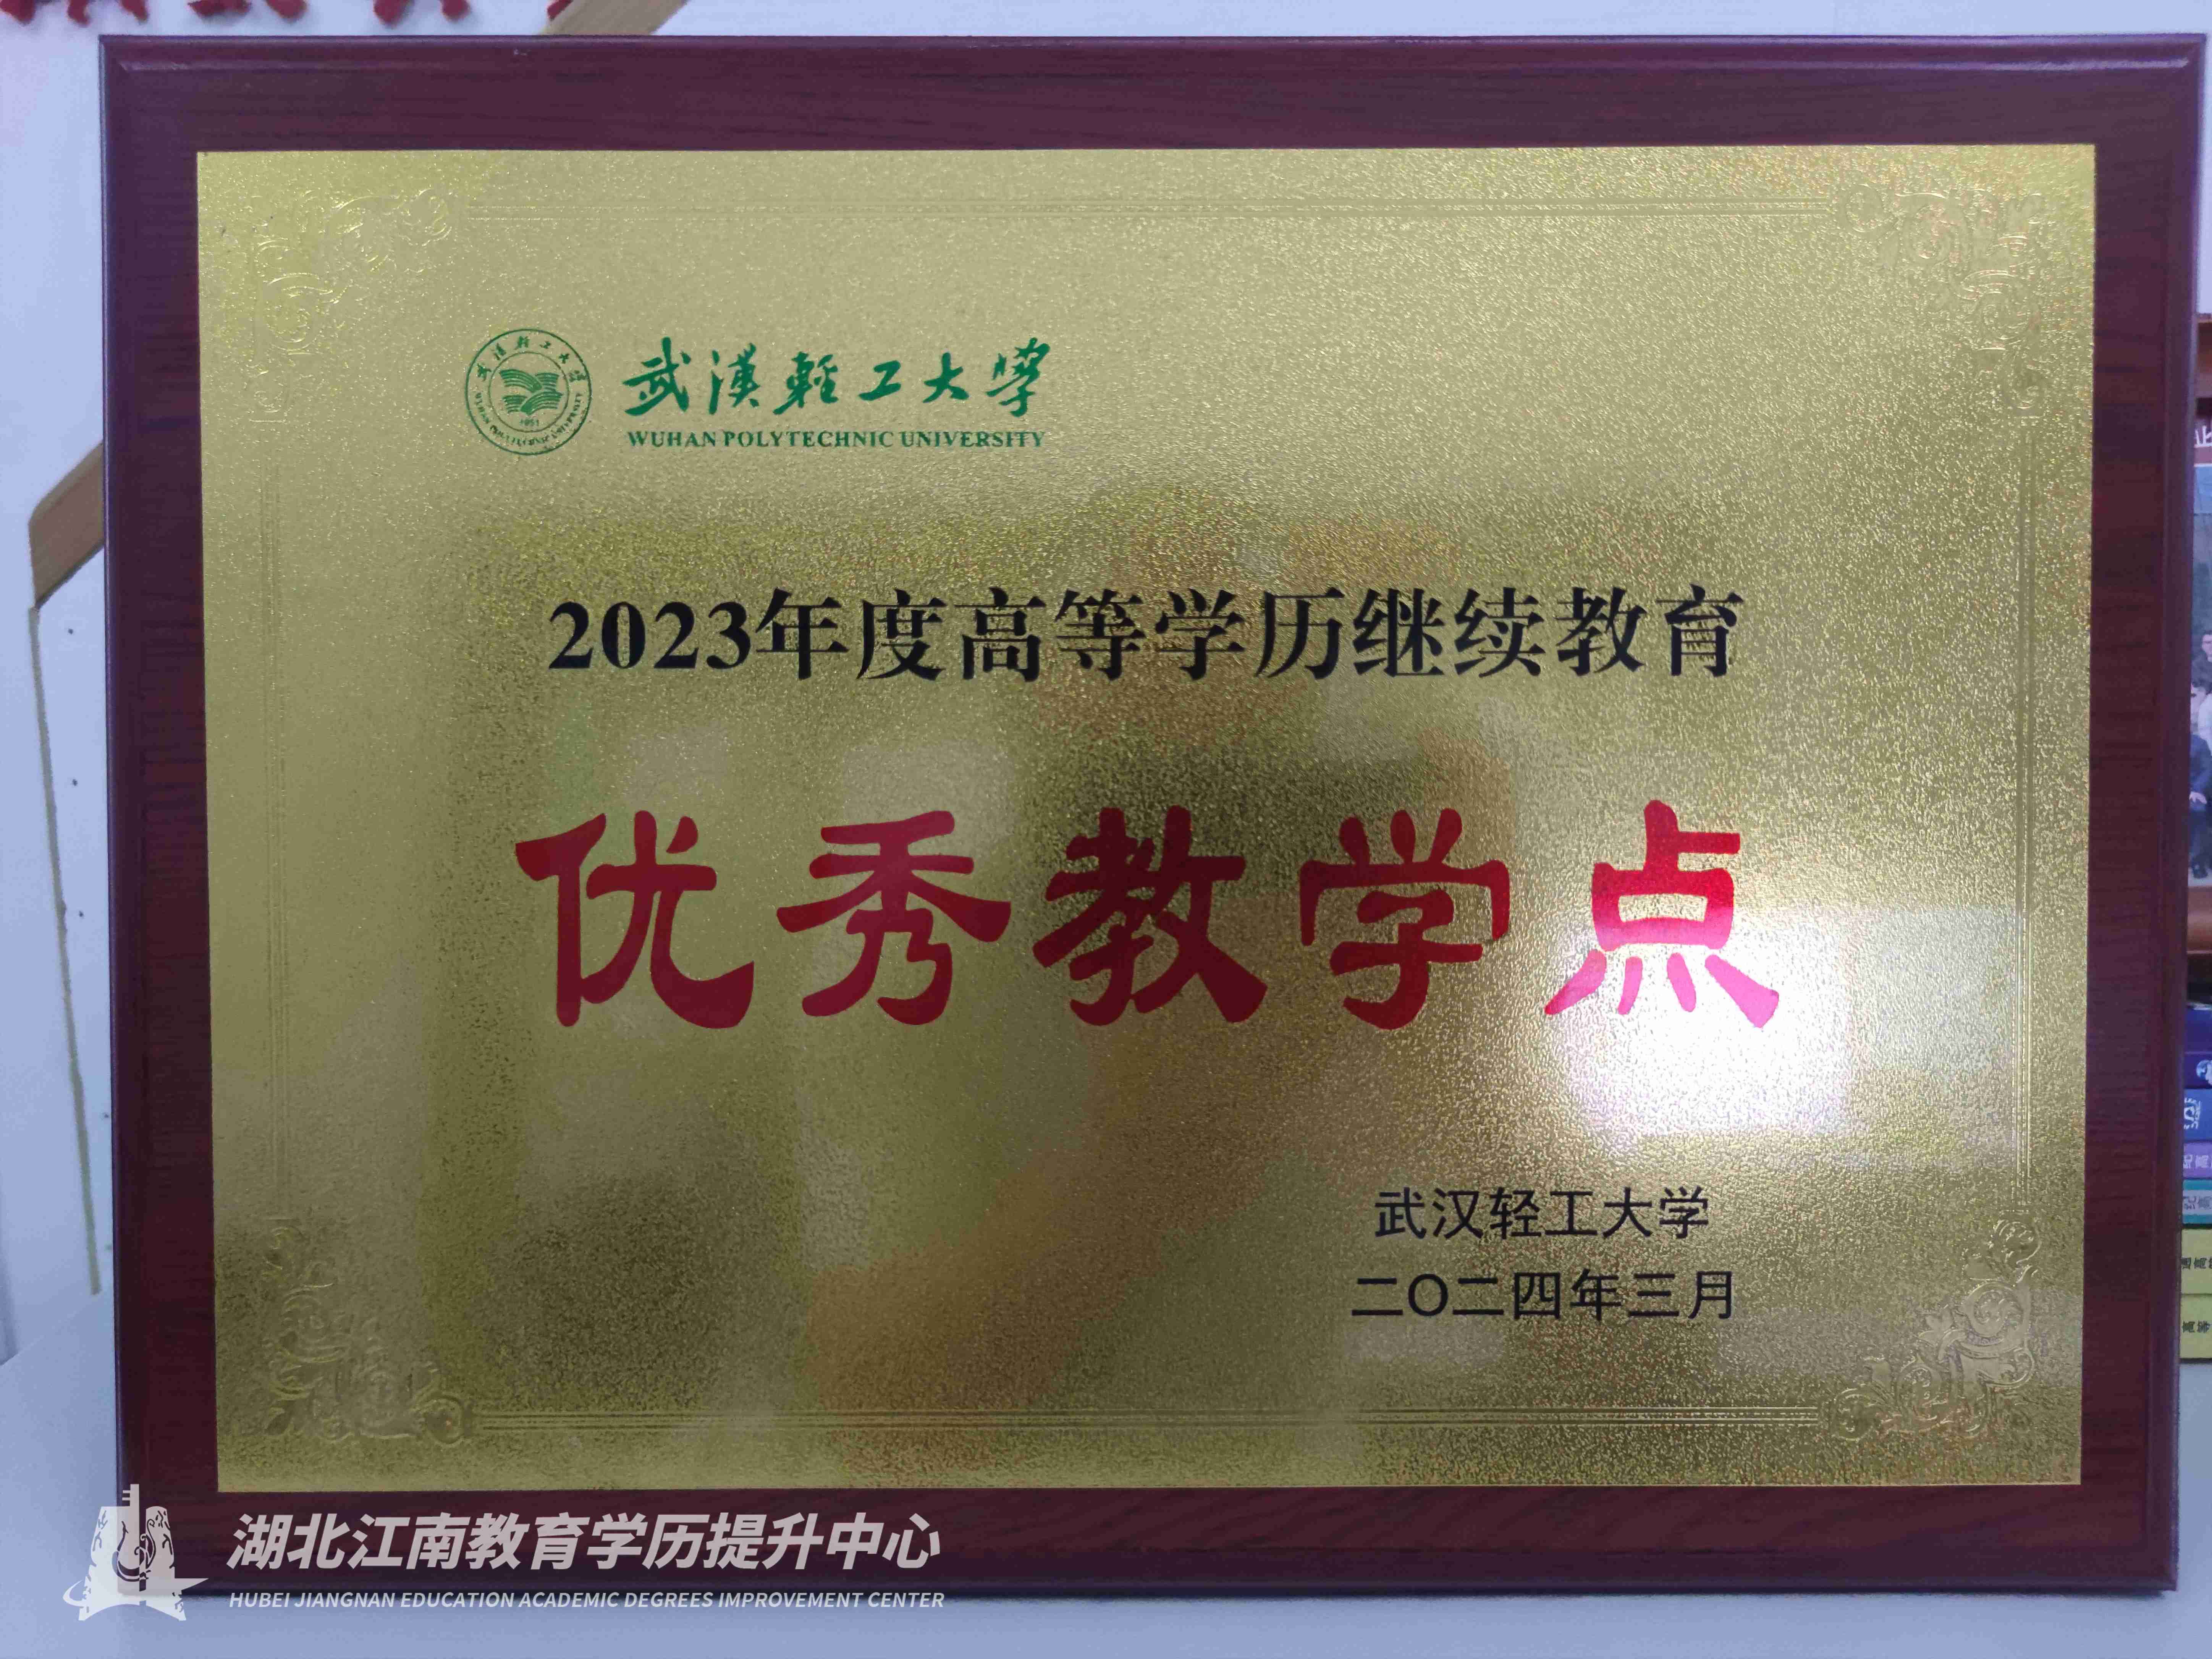 武漢輕工大學
WUHAN POLYTECHNIC UNIVERSITY
2023年度高等学历继续教育
优秀教学点
武汉轻工大学
二〇二四年三月
湖北江南教育学历提升中心
HUBEI JIANGNAN EDUCATION ACADEMIC DEGREES IMPROVEMENT CENTER